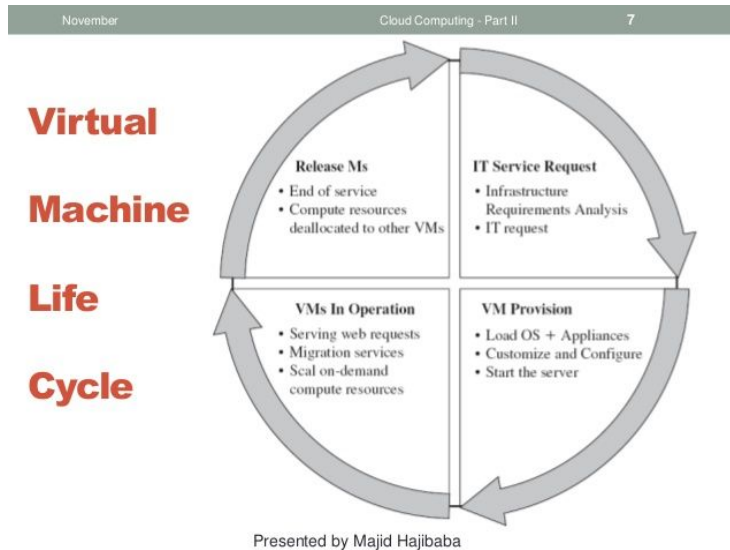 November
Cloud Computing - Part II
7
Virtual
Machine
Life
Cycle
Release Ms
• End of service
• Compute resources
deallocated to other VMs
IT Service Request
• Infrastructure
Requirements Analysis
• IT request
VMs In Operation
• Serving web requests
• Migration services
• Scal on-demand
compute resources
VM Provision
• Load OS + Appliances
• Customize and Configure
• Start the server
Presented by Majid Hajibaba